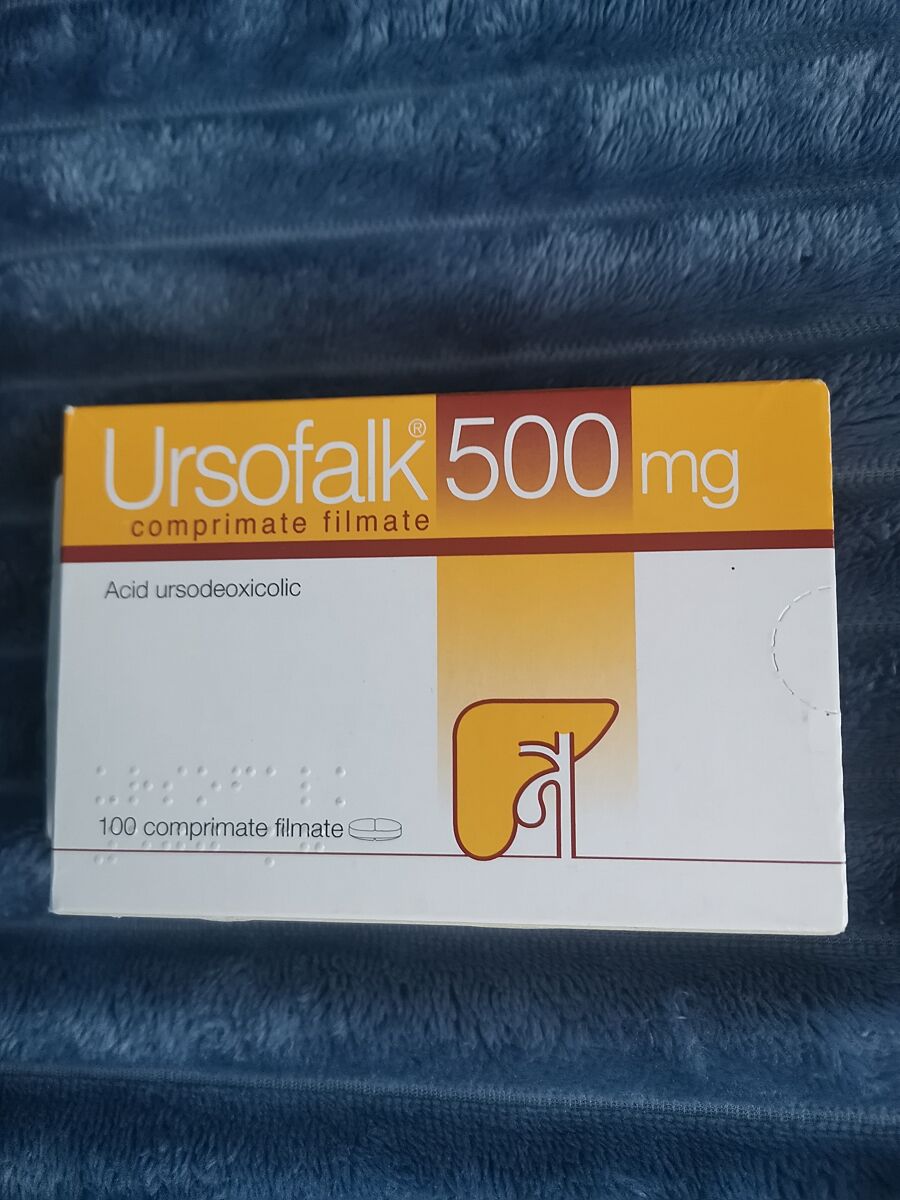 Ursofalk® 500 mg
comprimate filmate
Acid ursodeoxicolic
100 comprimate filmate